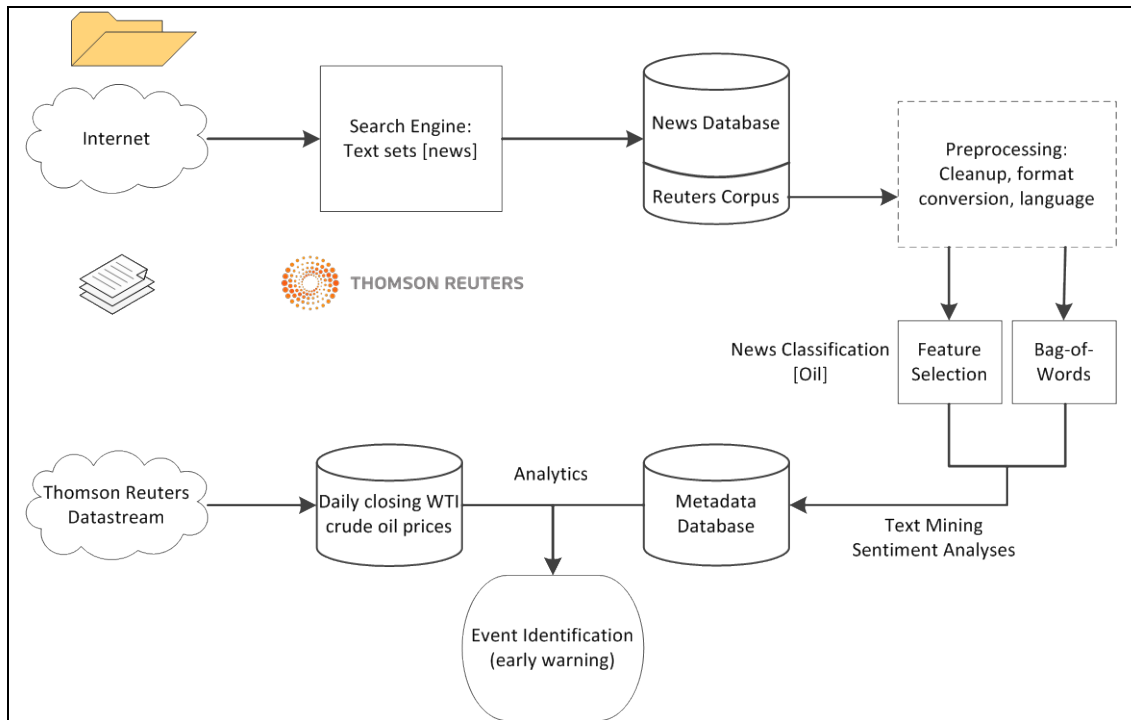 Internet
Search Engine:
Text sets [news]
News Database
Reuters Corpus
Preprocessing:
Cleanup, format
conversion, language
THOMSON REUTERS
News Classification
[Oil]
Feature
Selection
Bag-of-
Words
Thomson Reuters
Datastream
Daily closing WTI
crude oil prices
Analytics
Metadata
Database
Text Mining
Sentiment Analyses
Event Identification
(early warning)